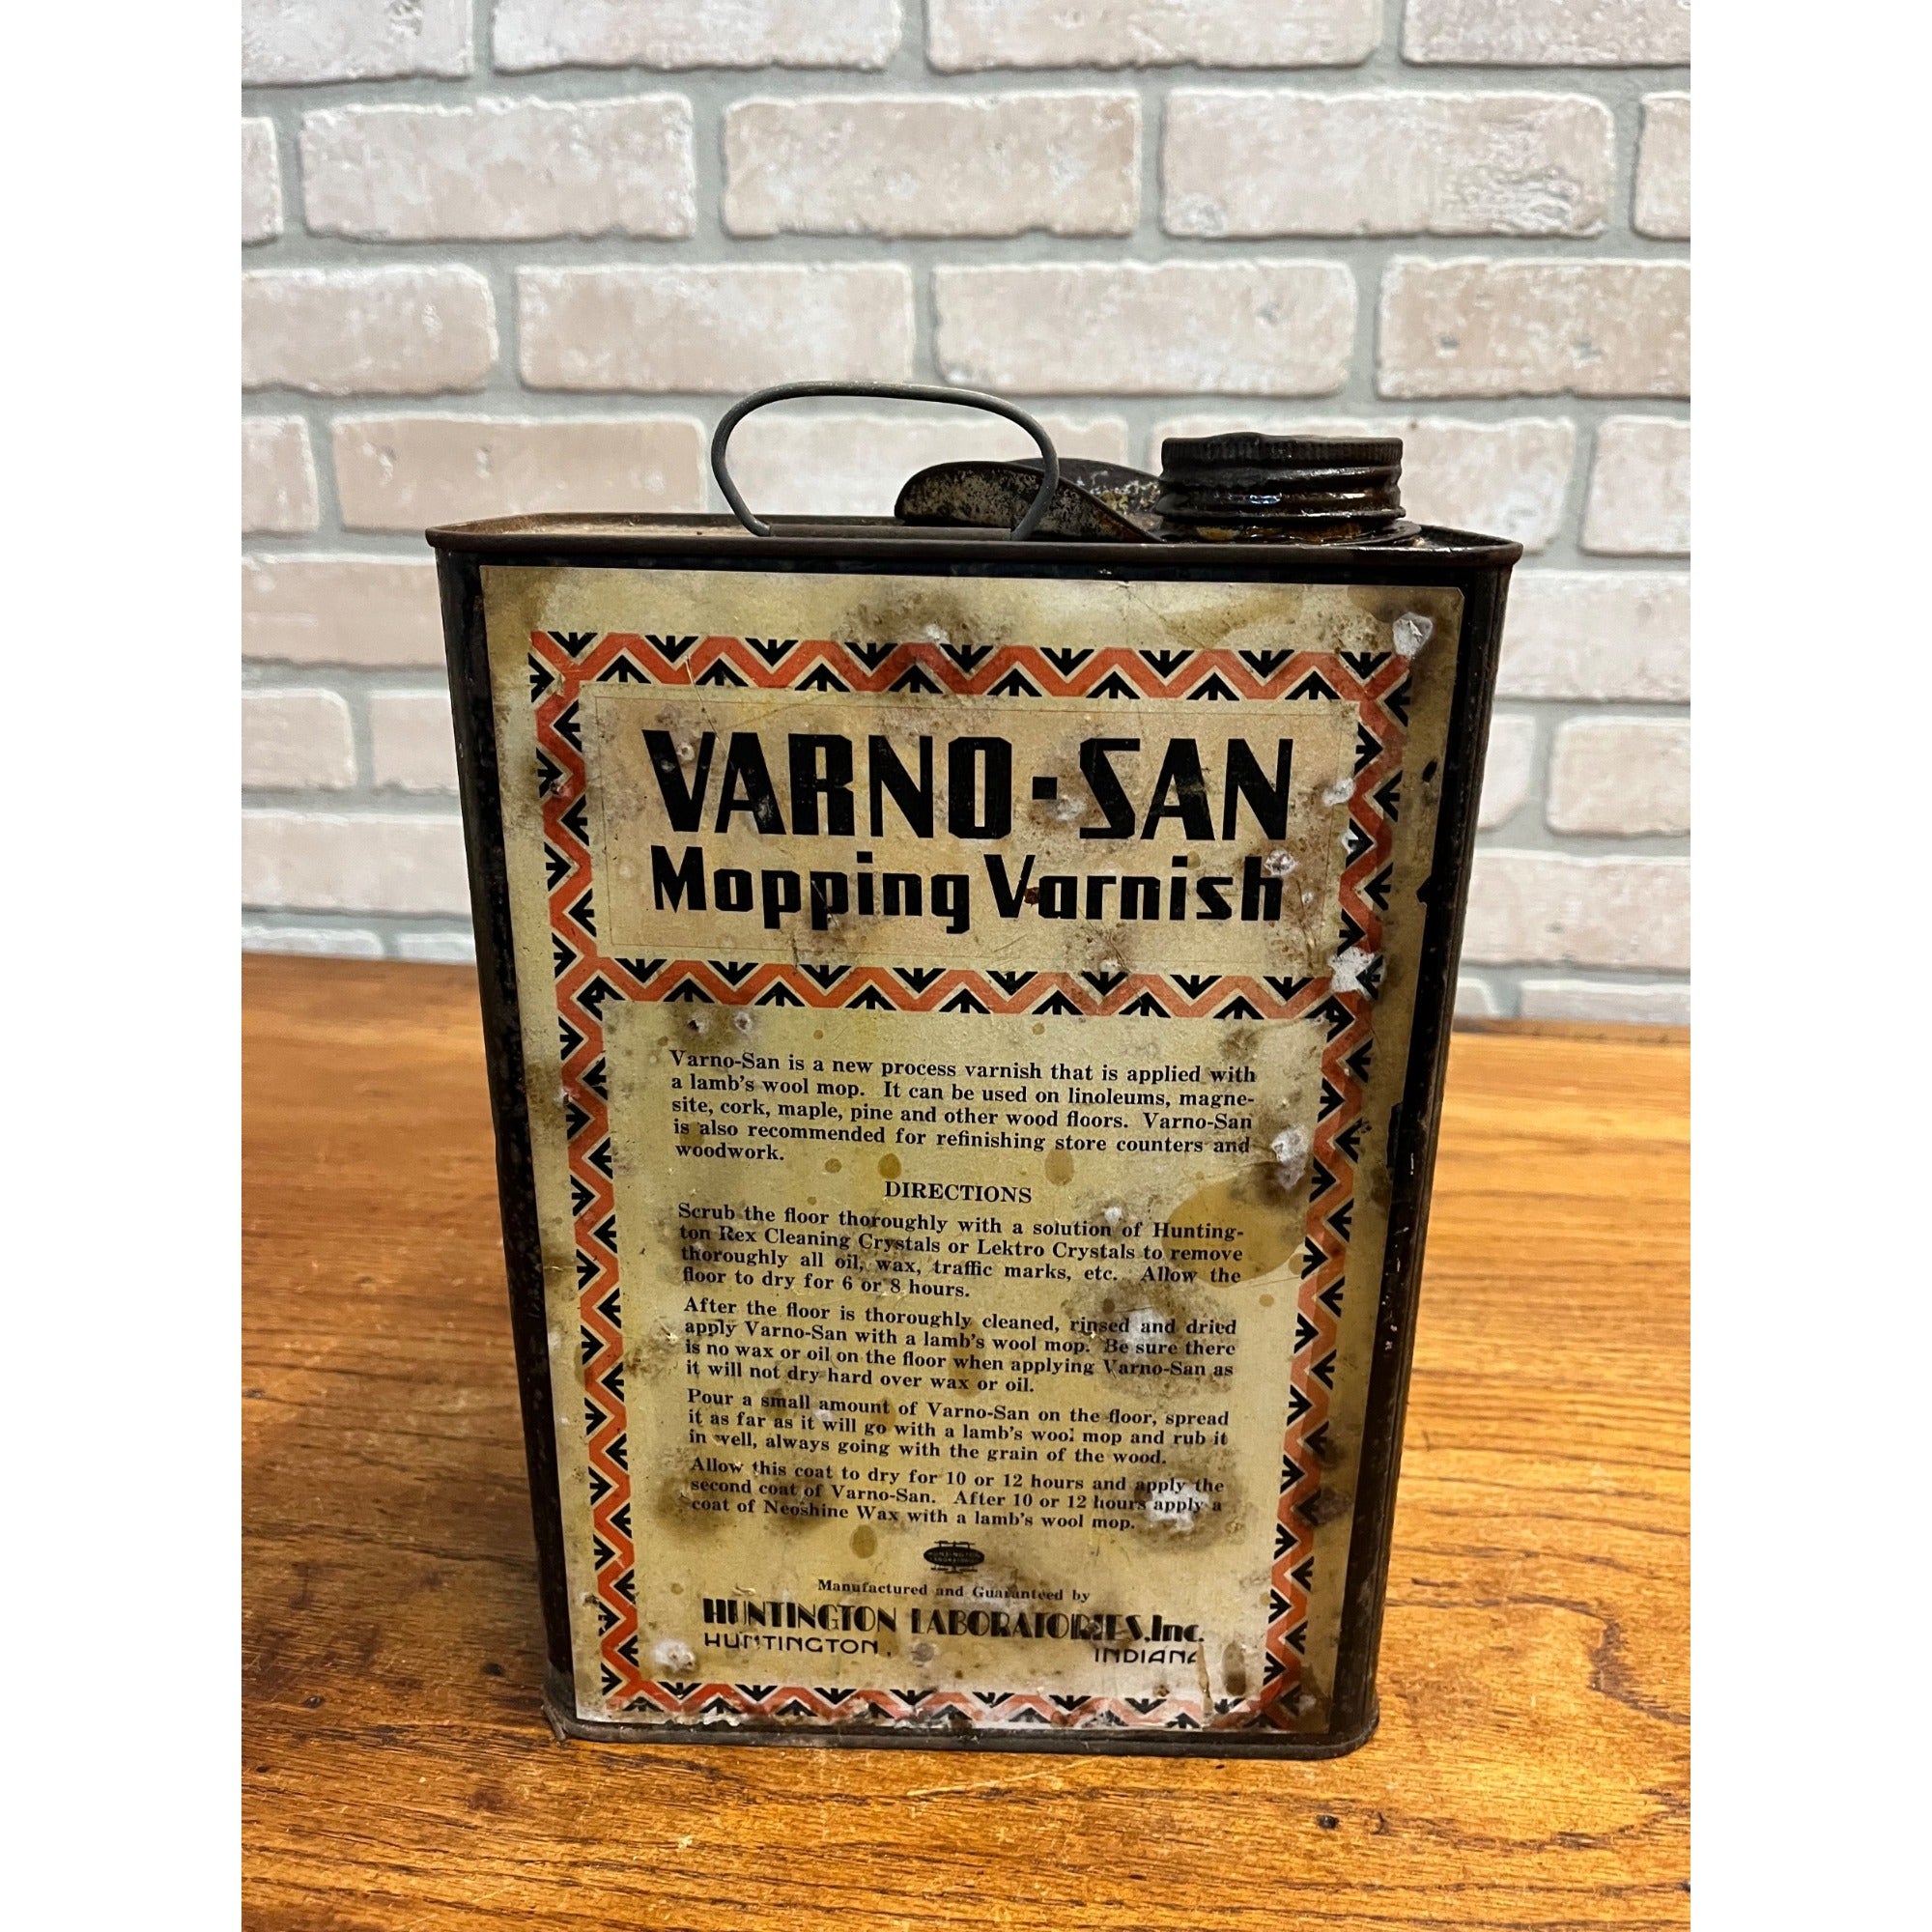 VARNO-SAN
Mopping Varnish
Varno-San is a new process varnish that is applied with
a lamb's wool mop. It can be used on linoleums, magne-
site, cork, maple, pine and other wood floors. Varno-San
is also recommended for refinishing store counters and
woodwork.
DIRECTIONS
Scrub the floor thoroughly with a solution of Hunting-
ton Rex Cleaning Crystals or Lektro Crystals to remove
thoroughly all oil, wax, traffic marks, etc. Allow the
floor to dry for 6 or 8 hours.
After the floor is thoroughly cleaned, rinsed and dried
apply Varno-San with a lamb's wool mop. Be sure there
is no wax or oil on the floor when applying Varno-San as
it will not dry hard over wax or oil.
Pour a small amount of Varno-San on the floor, spread
it as far as it will go with a lamb's wool mop and rub it
in well, always going with the grain of the wood.
Allow this coat to dry for 10 or 12 hours and apply the
second coat of Varno-San. After 10 or 12 hours apply a
coat of Neoshine Wax with a lamb's wool mop.
HUNTINGTON
LABORATORIES
Manufactured and Guaranteed by
HUNTINGTON LABORATORIES, Inc.
HUNTINGTON, INDIANA